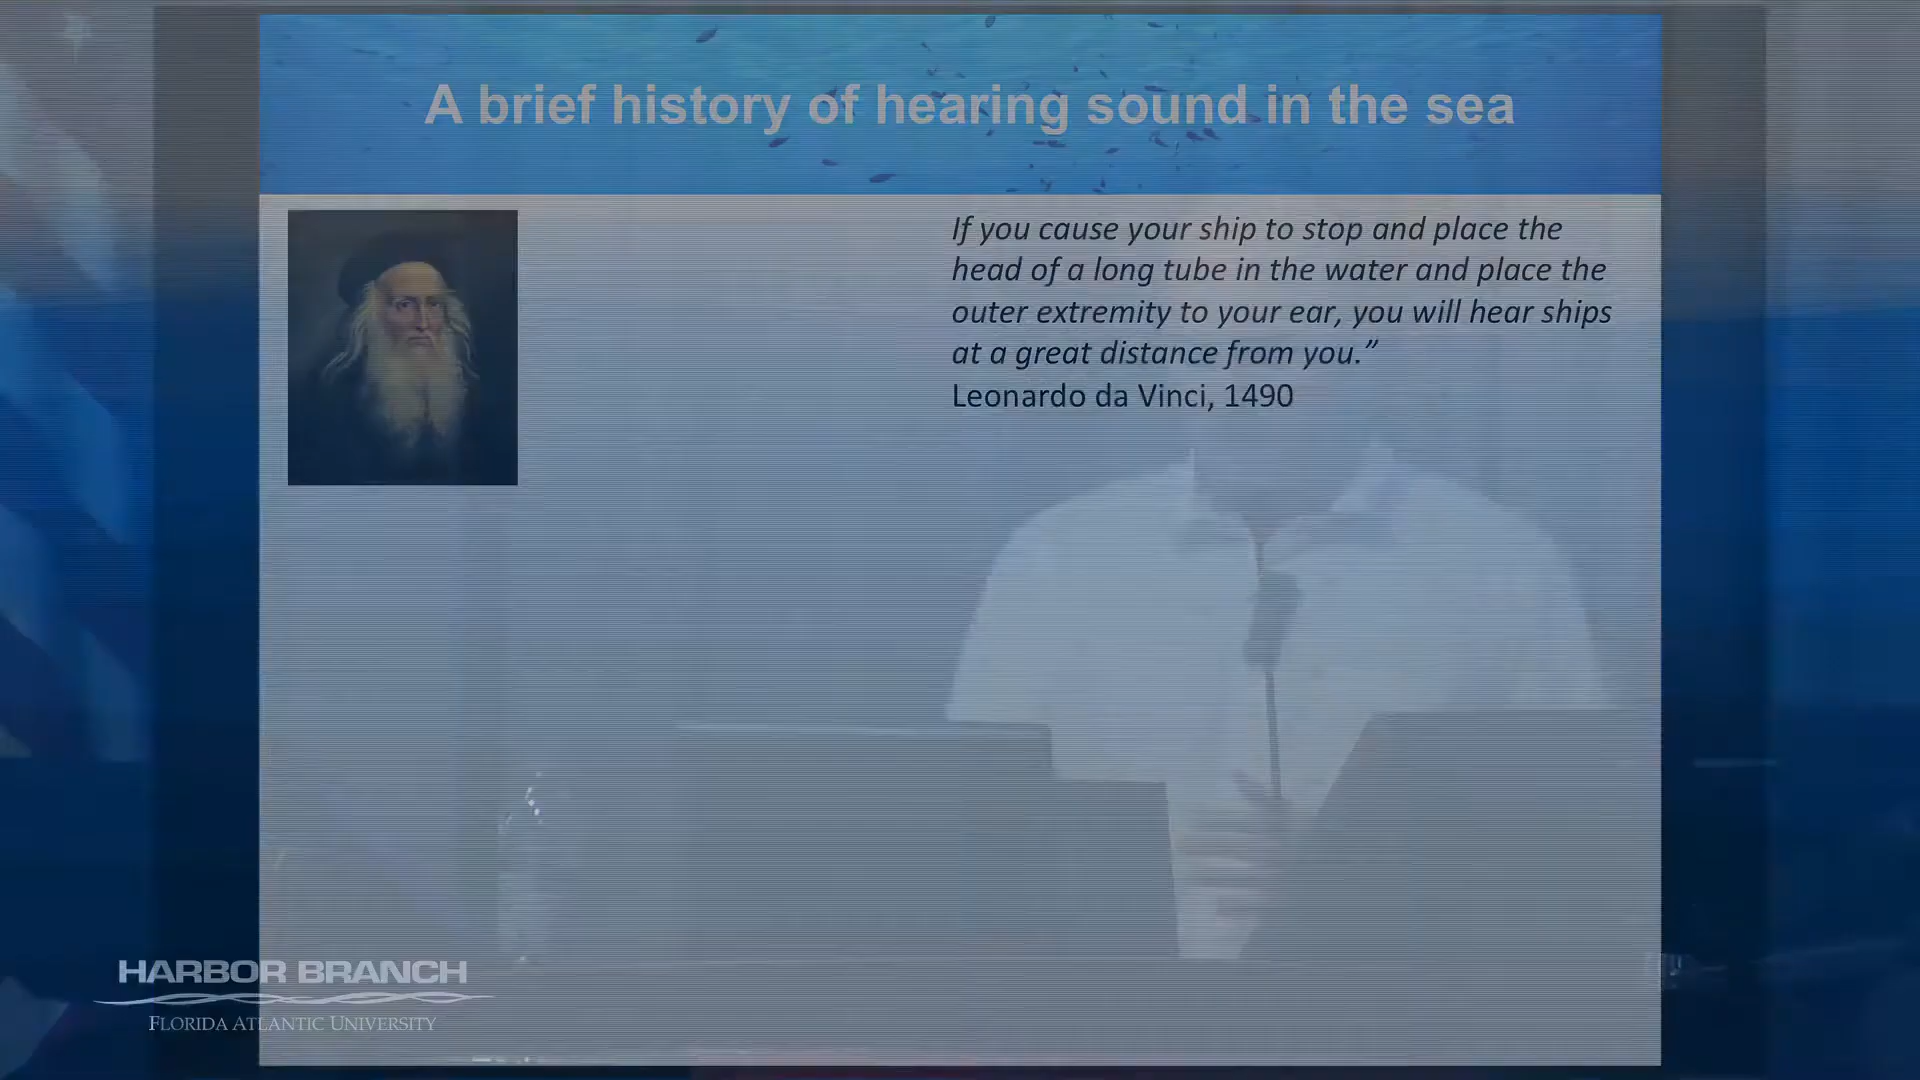 A brief history of hearing sound in the sea
If you cause your ship to stop and place the
head of a long tube in the water and place the
outer extremity to your ear, you will hear ships
at a great distance from you.”
Leonardo da Vinci, 1490
HARBOR BRANCH
FLORIDA ATLANTIC UNIVERSITY